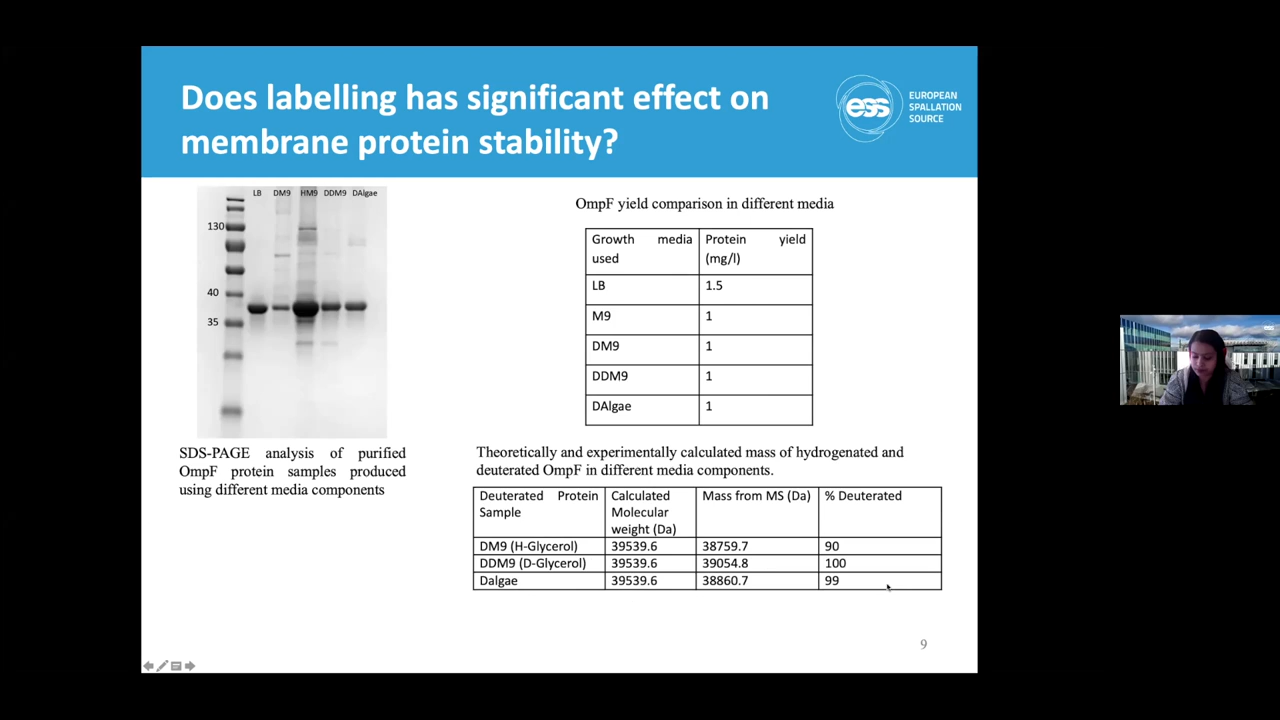 Does labelling has significant effect on
membrane protein stability?
ess
EUROPEAN
SPALLATION
SOURCE
LB DM9 HM9 DDM9 DAlgae
130
40
35
SDS-PAGE analysis of purified
OmpF protein samples produced
using different media components
OmpF yield comparison in different media
Growth media used Protein yield (mg/l)
LB 1.5
M9 1
DM9 1
DDM9 1
DAlgae 1
Theoretically and experimentally calculated mass of hydrogenated and
deuterated OmpF in different media components.
Deuterated Protein Sample Calculated Molecular weight (Da) Mass from MS (Da) % Deuterated
DM9 (H-Glycerol) 39539.6 38759.7 90
DDM9 (D-Glycerol) 39539.6 39054.8 100
Dalgae 39539.6 38860.7 99
9